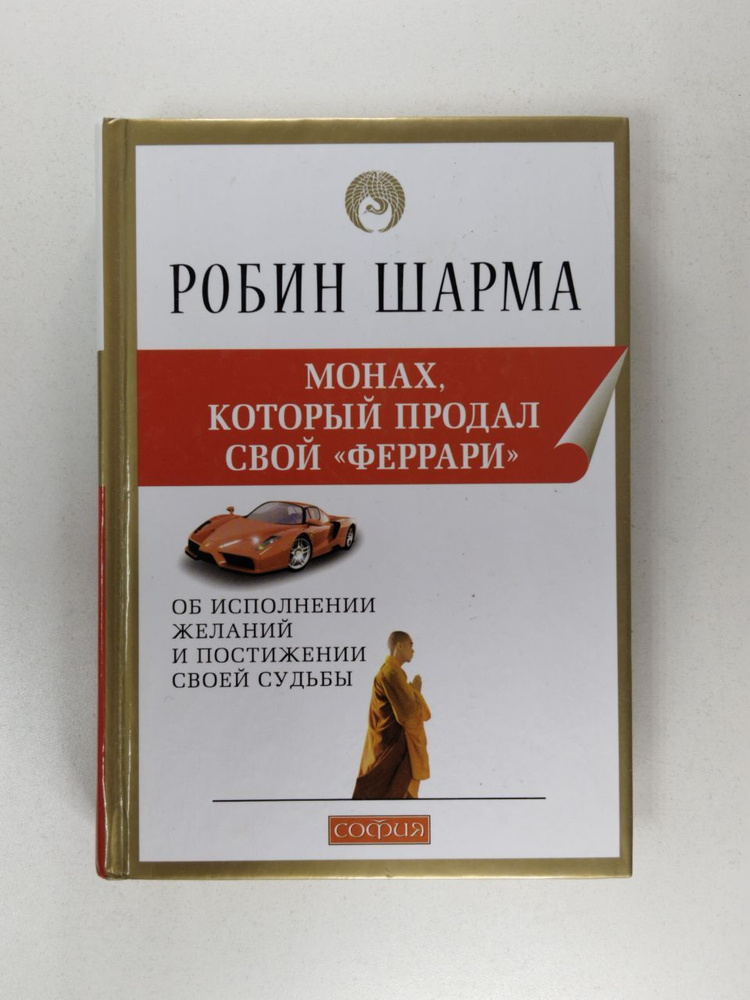 РОБИН ШАРМА
МОНАХ,
КОТОРЫЙ ПРОДАЛ
СВОЙ «ФЕРРАРИ»
ОБ ИСПОЛНЕНИИ
ЖЕЛАНИЙ
И ПОСТИЖЕНИИ
СВОЕЙ СУДЬБЫ
СОФИЯ